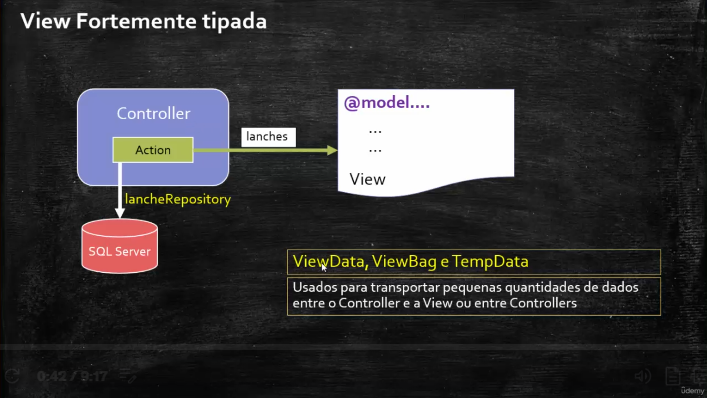 View Fortemente tipada
Controller
Action
lanches
@model....
...
...
View
lancheRepository
SQL Server
ViewData, ViewBag e TempData
Usados para transportar pequenas quantidades de dados
entre o Controller e a View ou entre Controllers
0:42 / 9:17
ûdemy